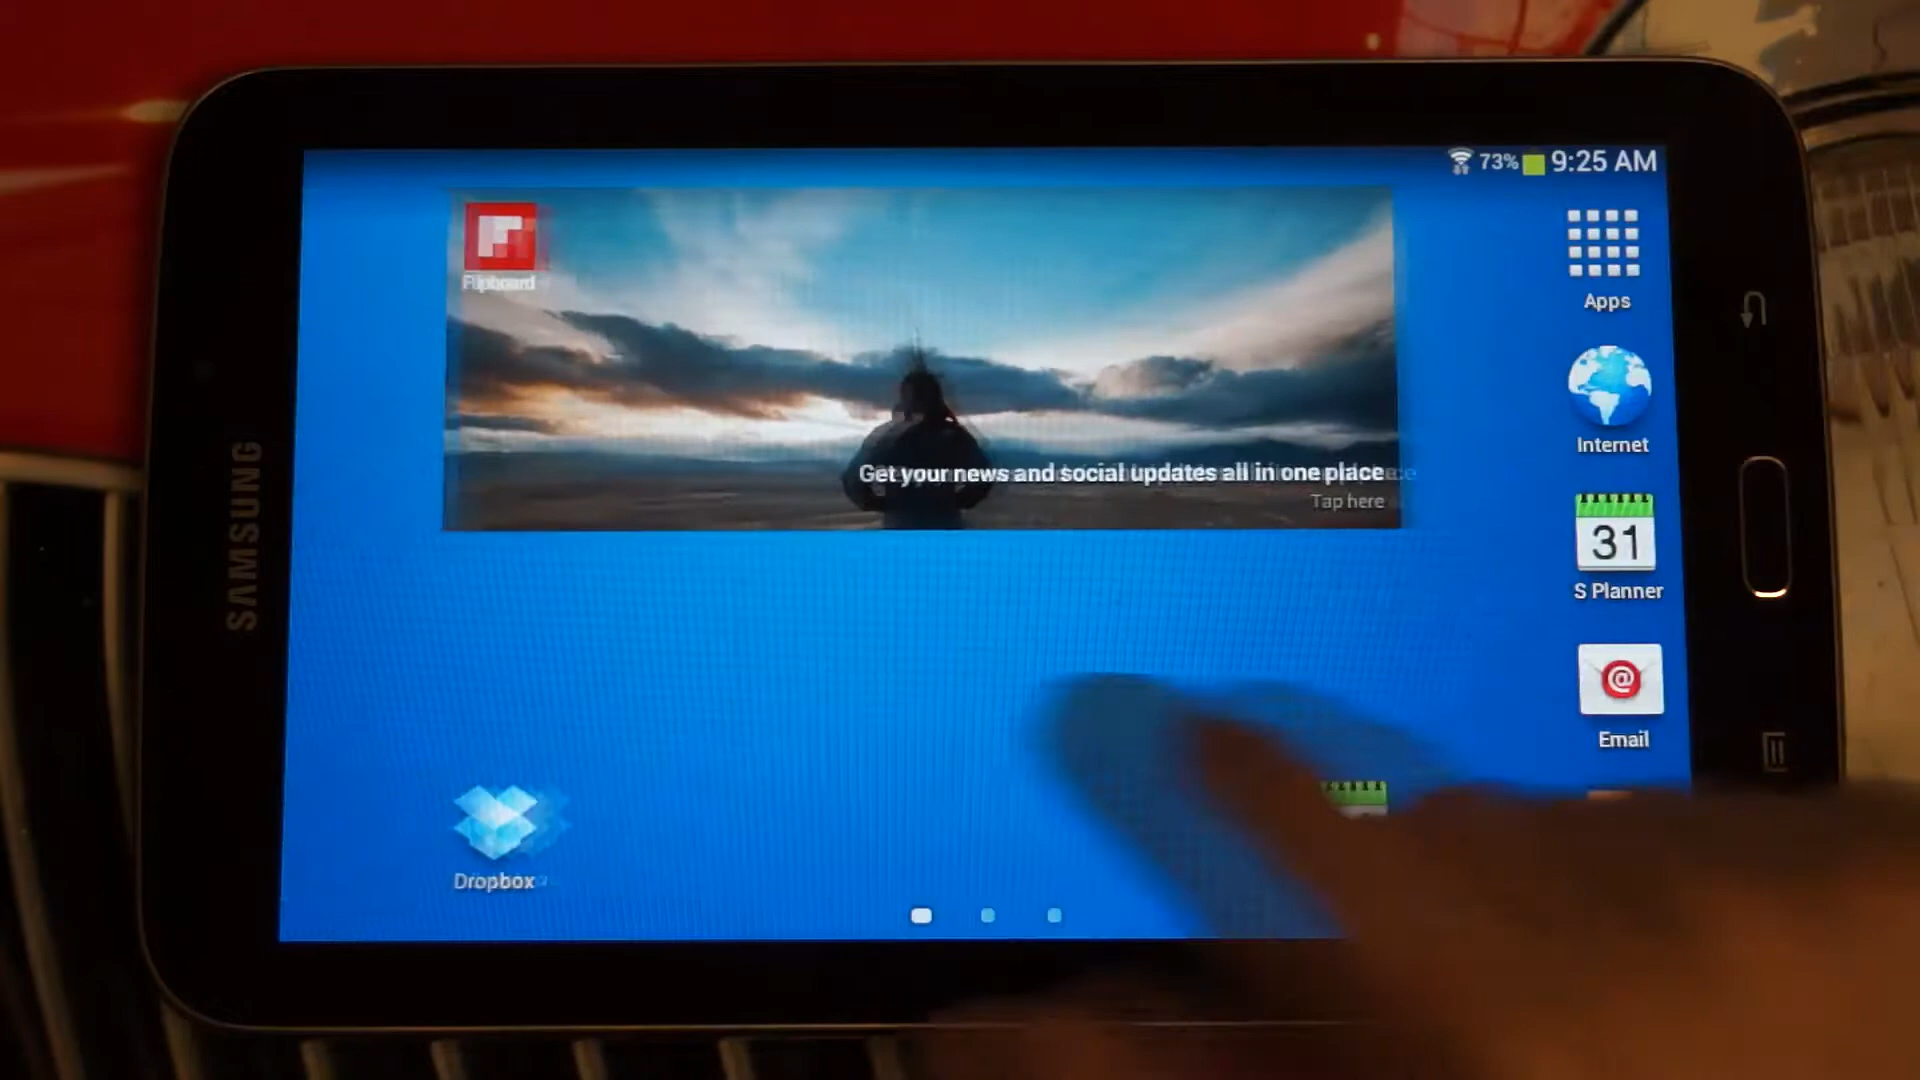 73% 9:25 AM
Flipboard
Apps
Internet
Get your news and social updates all in one place
Tap here
31
S Planner
@
Email
SAMSUNG
Dropbox